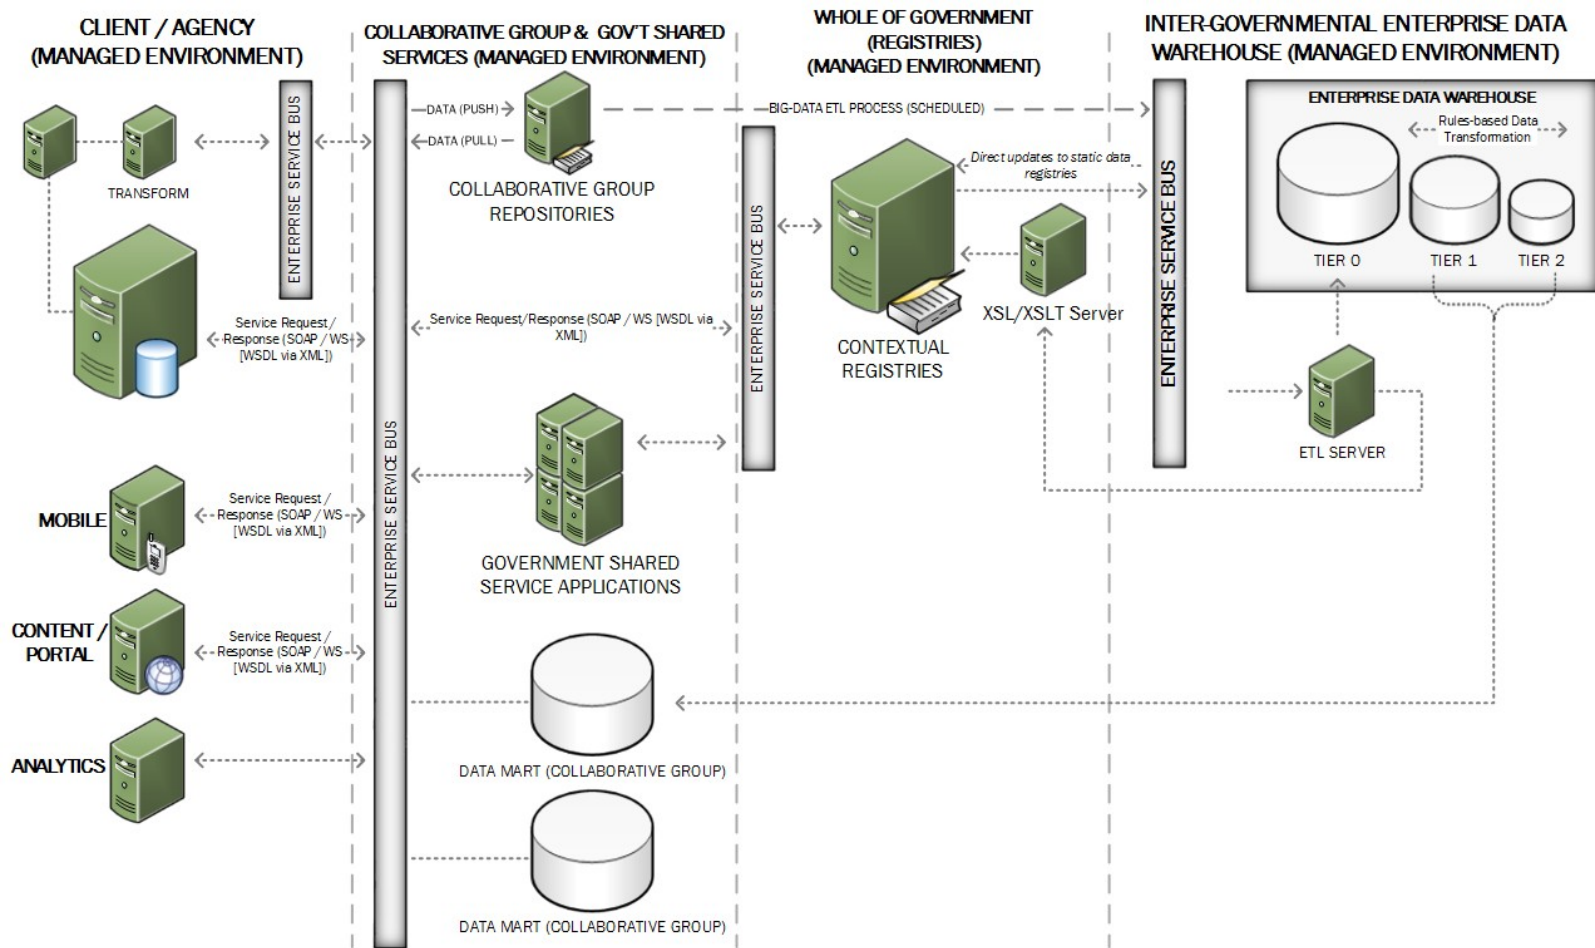 CLIENT / AGENCY
(MANAGED ENVIRONMENT)
COLLABORATIVE GROUP & GOV'T SHARED
SERVICES (MANAGED ENVIRONMENT)
WHOLE OF GOVERNMENT
(REGISTRIES)
(MANAGED ENVIRONMENT)
INTER-GOVERNMENTAL ENTERPRISE DATA
WAREHOUSE (MANAGED ENVIRONMENT)
TRANSFORM
ENTERPRISE SERVICE BUS
Service Request /
Response (SOAP / WS
[WSDL via XML])
MOBILE
Service Request /
Response (SOAP / WS
[WSDL via XML])
CONTENT /
PORTAL
Service Request /
Response (SOAP / WS
[WSDL via XML])
ANALYTICS
ENTERPRISE SERVICE BUS
DATA (PUSH)
DATA (PULL)
COLLABORATIVE GROUP
REPOSITORIES
Service Request/Response (SOAP / WS [WSDL via
XML])
GOVERNMENT SHARED
SERVICE APPLICATIONS
DATA MART (COLLABORATIVE GROUP)
DATA MART (COLLABORATIVE GROUP)
BIG-DATA ETL PROCESS (SCHEDULED)
ENTERPRISE SERVICE BUS
Direct updates to static data
registries
CONTEXTUAL
REGISTRIES
XSL/XSLT Server
ENTERPRISE SERVICE BUS
ENTERPRISE DATA WAREHOUSE
Rules-based Data
Transformation
TIER 0
TIER 1
TIER 2
ETL SERVER